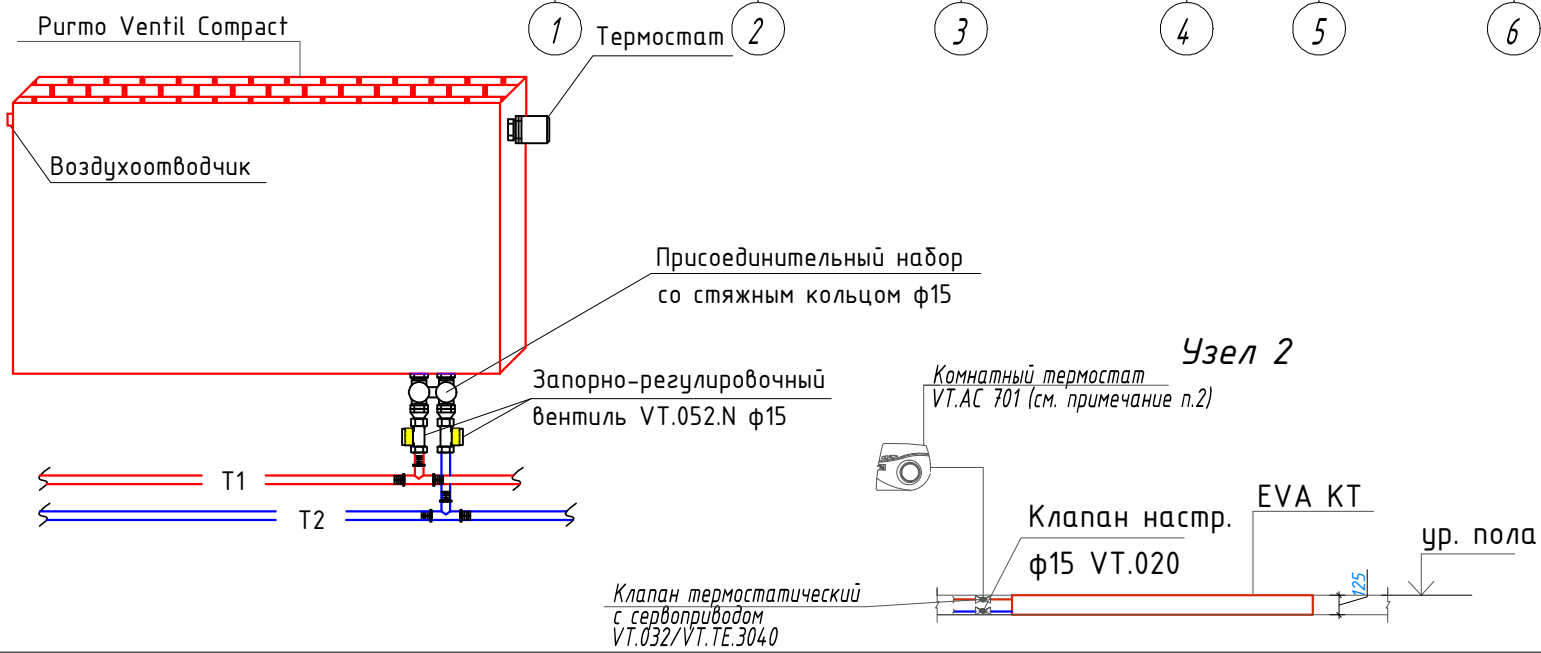 Purmo Ventil Compact
1
Термостат
2
3
4
5
6
Воздухоотводчик
Присоединительный набор
со стяжным кольцом ф15
Узел 2
Запорно-регулировочный
вентиль VT.052.N ф15
Комнатный термостат
VT.AC 701 (см. примечание п.2)
T1
T2
EVA КТ
Клапан настр.
ф15 VT.020
ур. пола
125
Клапан термостатический
с сервоприводом
VT.032/VT.TE.3040